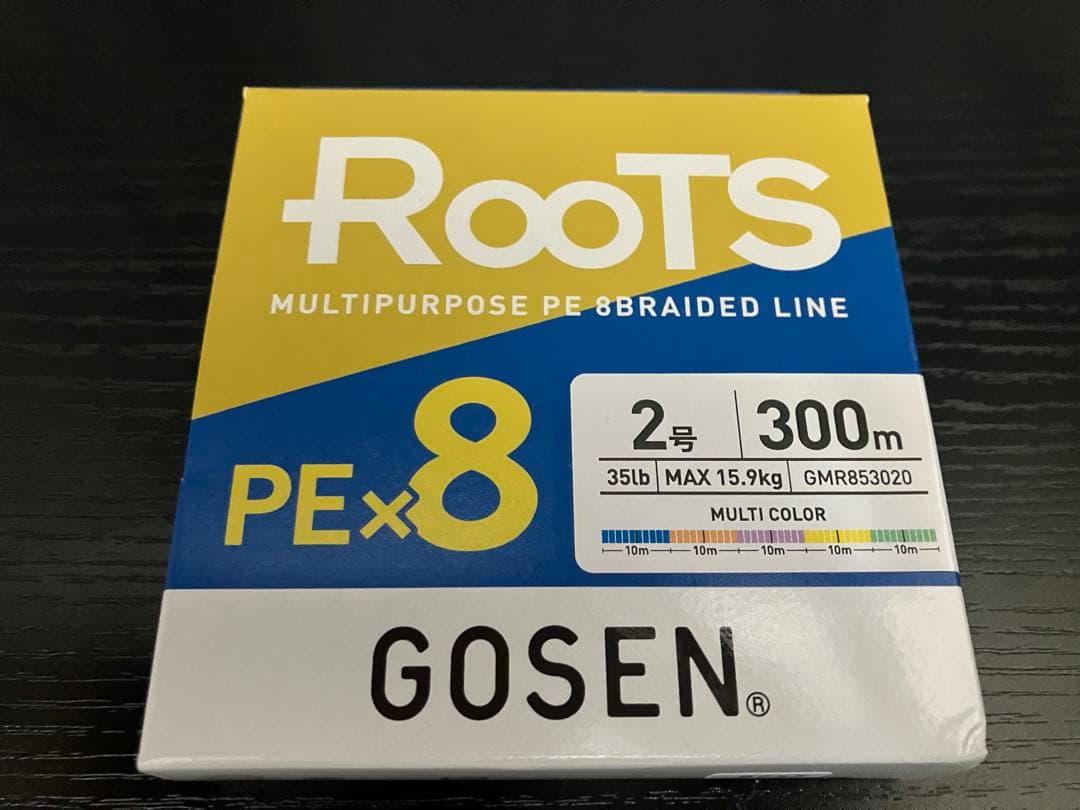 RooTS
MULTIPURPOSE PE 8BRAIDED LINE
PE×8
2号 300m
35lb MAX 15.9kg GMR853020
MULTI COLOR
10m 10m 10m 10m 10m
GOSEN®